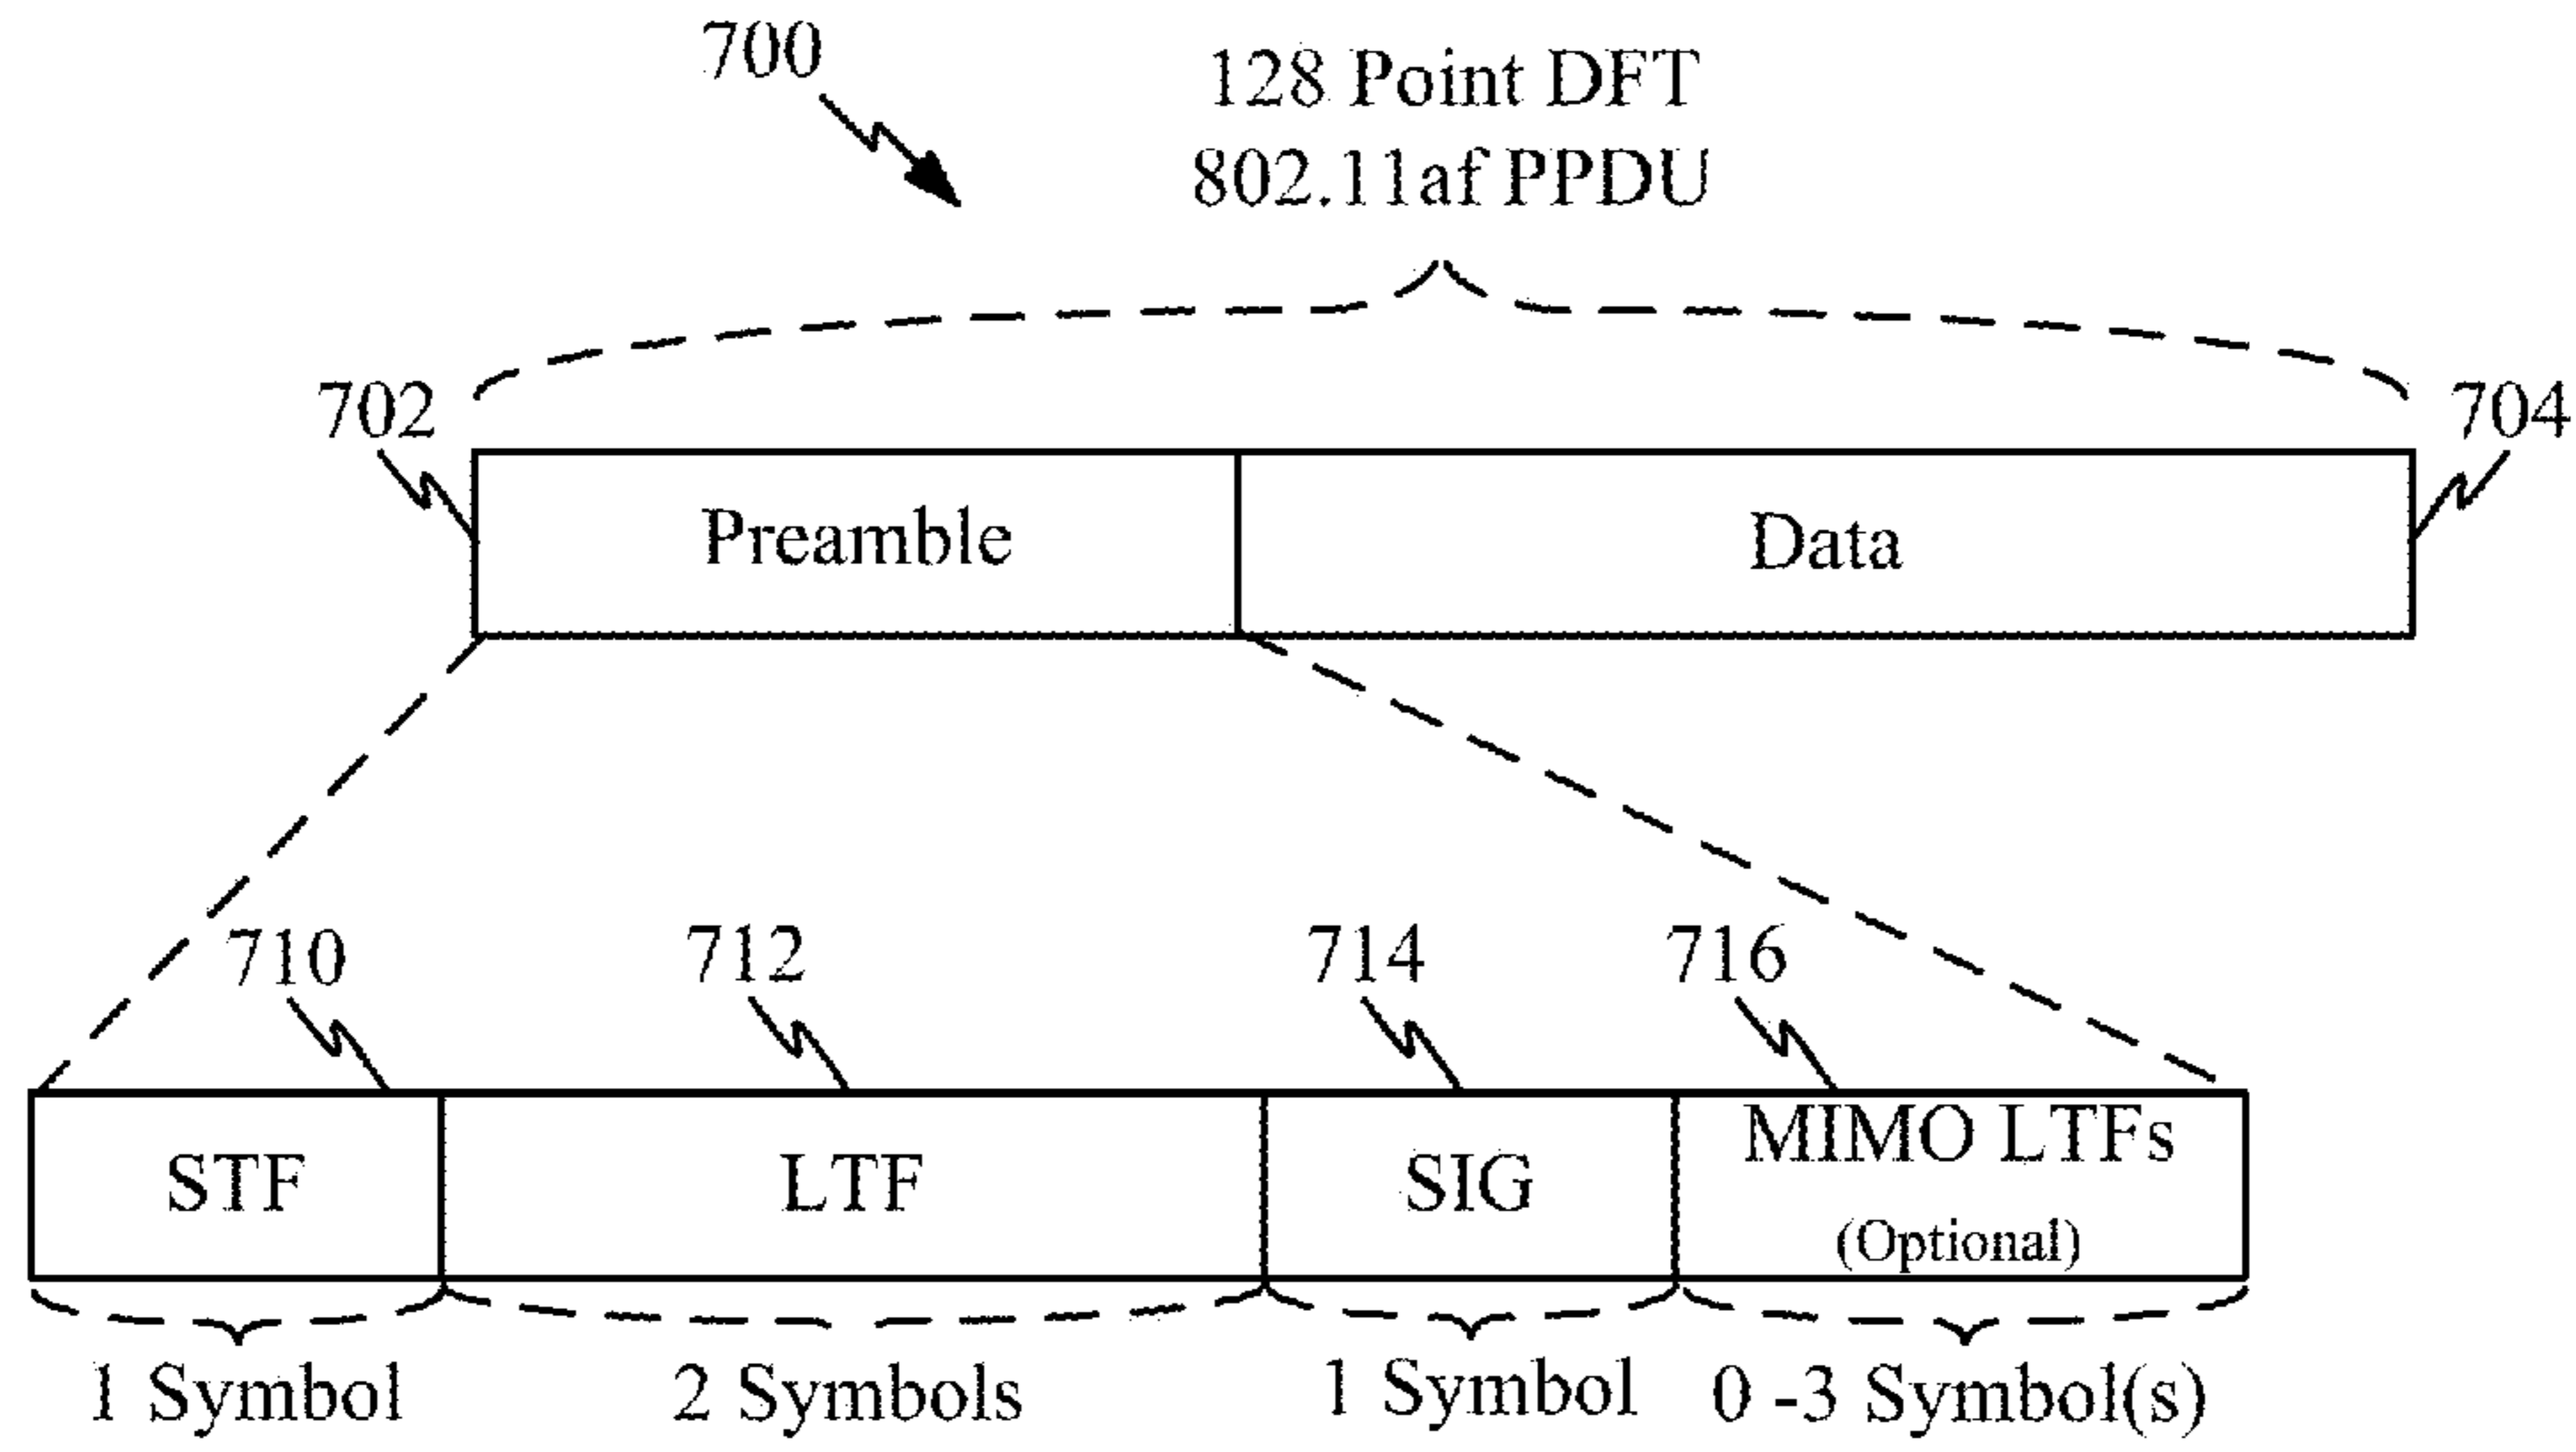 700
128 Point DFT
802.11af PPDU
702
704
Preamble
Data
710
712
714
716
STF
LTF
SIG
MIMO LTFs
(Optional)
1 Symbol
2 Symbols
1 Symbol
0 -3 Symbol(s)